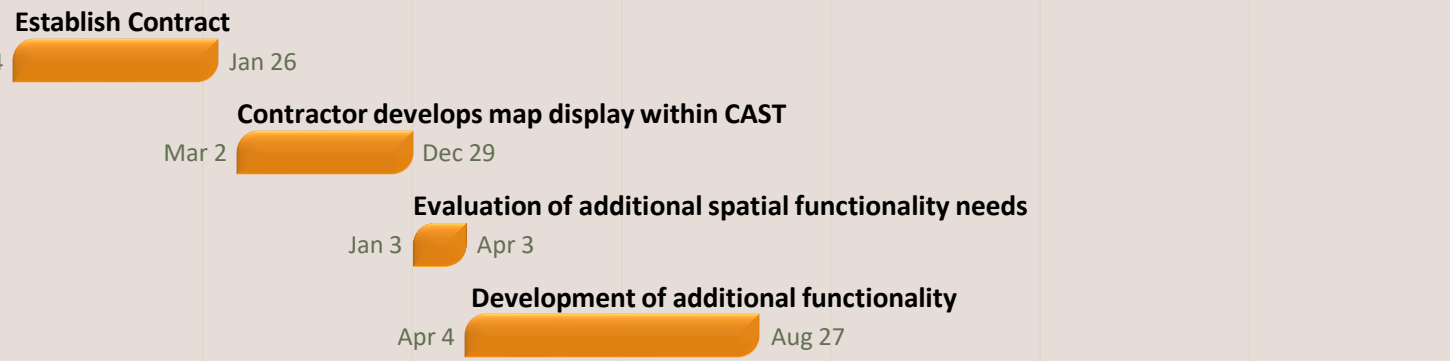 Establish Contract
Jan 26
Contractor develops map display within CAST
Mar 2 Dec 29
Evaluation of additional spatial functionality needs
Jan 3 Apr 3
Development of additional functionality
Apr 4 Aug 27